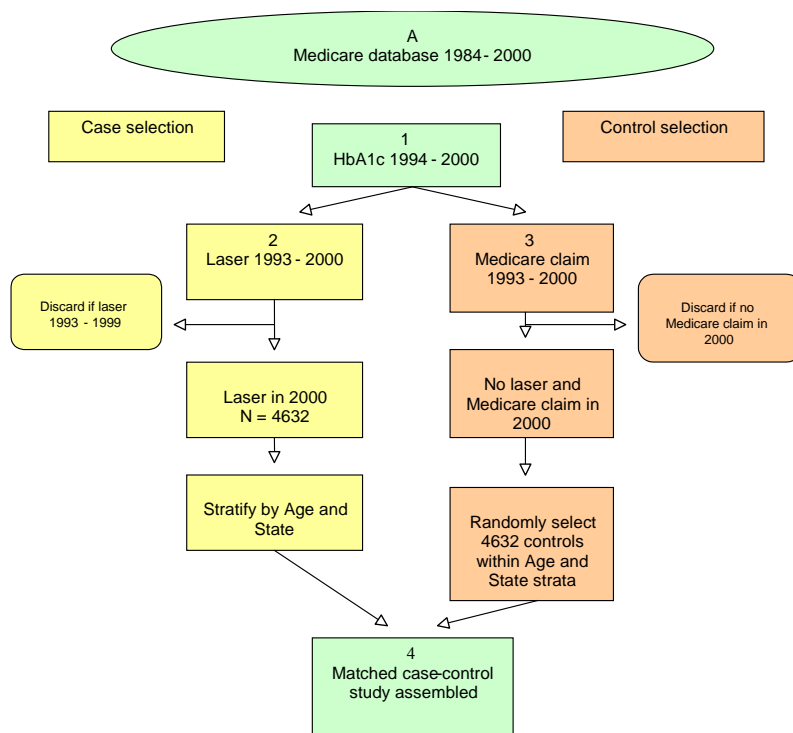 A
Medicare database 1984 - 2000
Case selection
Control selection
1
HbA1c 1994 - 2000
2
Laser 1993 - 2000
3
Medicare claim
1993 - 2000
Discard if laser
1993 - 1999
Discard if no
Medicare claim in
2000
Laser in 2000
N = 4632
No laser and
Medicare claim in
2000
Stratify by Age and
State
Randomly select
4632 controls
within Age and
State strata
4
Matched case-control
study assembled